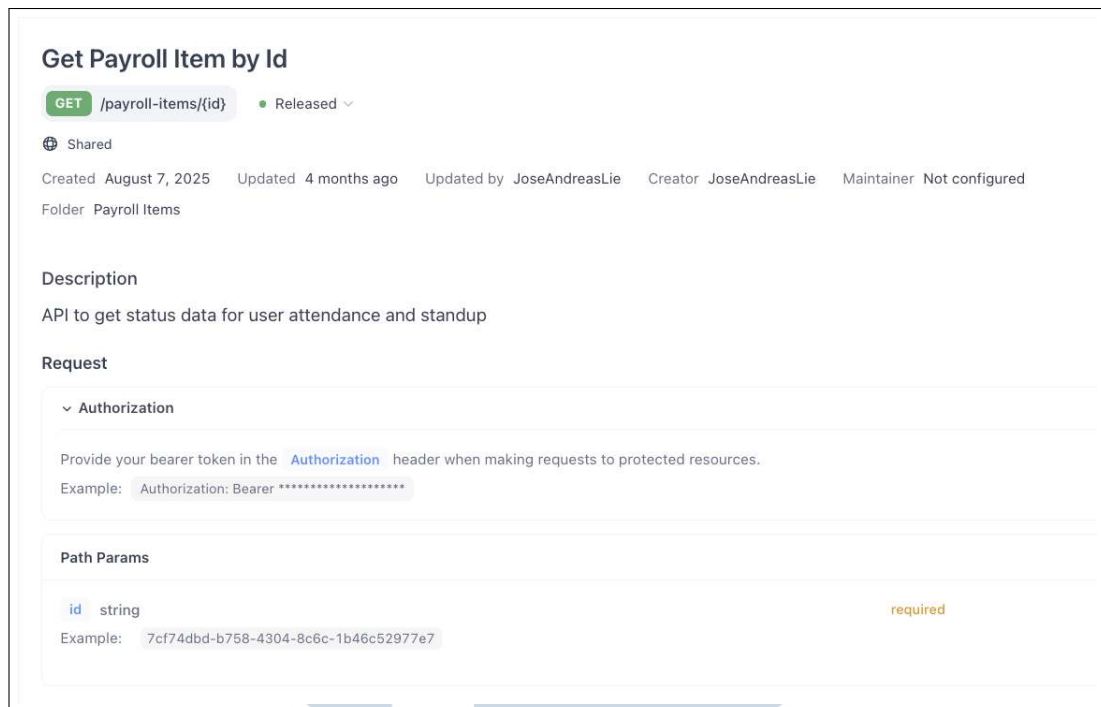 Get Payroll Item by Id
GET /payroll-items/{id} Released
Shared
Created August 7, 2025 Updated 4 months ago Updated by JoseAndreasLie Creator JoseAndreasLie Maintainer Not configured
Folder Payroll Items
Description
API to get status data for user attendance and standup
Request
Authorization
Provide your bearer token in the Authorization header when making requests to protected resources.
Example: Authorization: Bearer ********************
Path Params
id string required
Example: 7cf74dbd-b758-4304-8c6c-1b46c52977e7